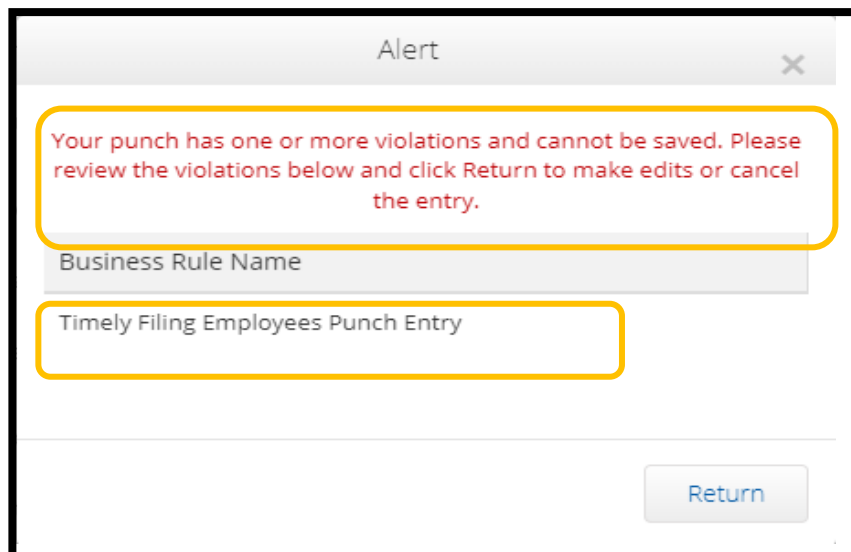 Alert
Your punch has one or more violations and cannot be saved. Please
review the violations below and click Return to make edits or cancel
the entry.
Business Rule Name
Timely Filing Employees Punch Entry
Return